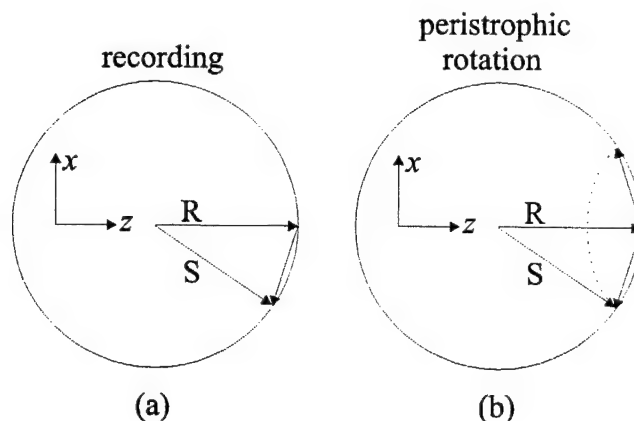 recording
x
z
R
S
(a)
peristrophic
rotation
x
z
R
S
(b)